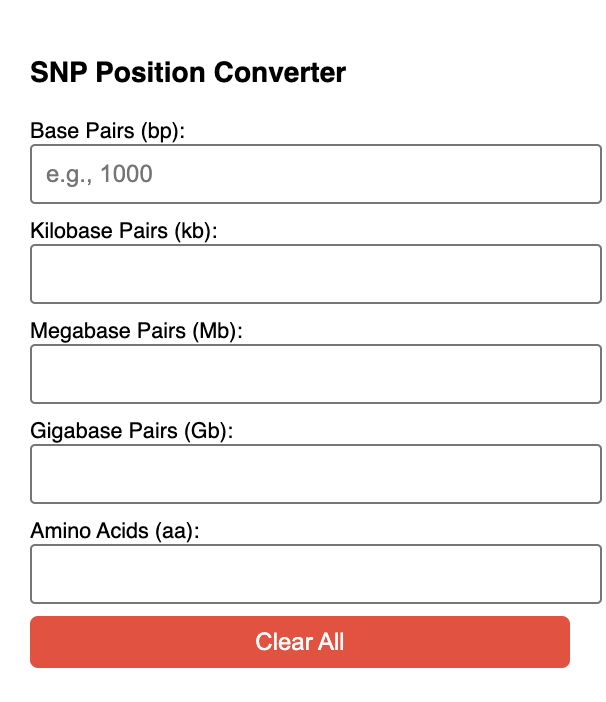 SNP Position Converter
Base Pairs (bp):
e.g., 1000
Kilobase Pairs (kb):
Megabase Pairs (Mb):
Gigabase Pairs (Gb):
Amino Acids (aa):
Clear All